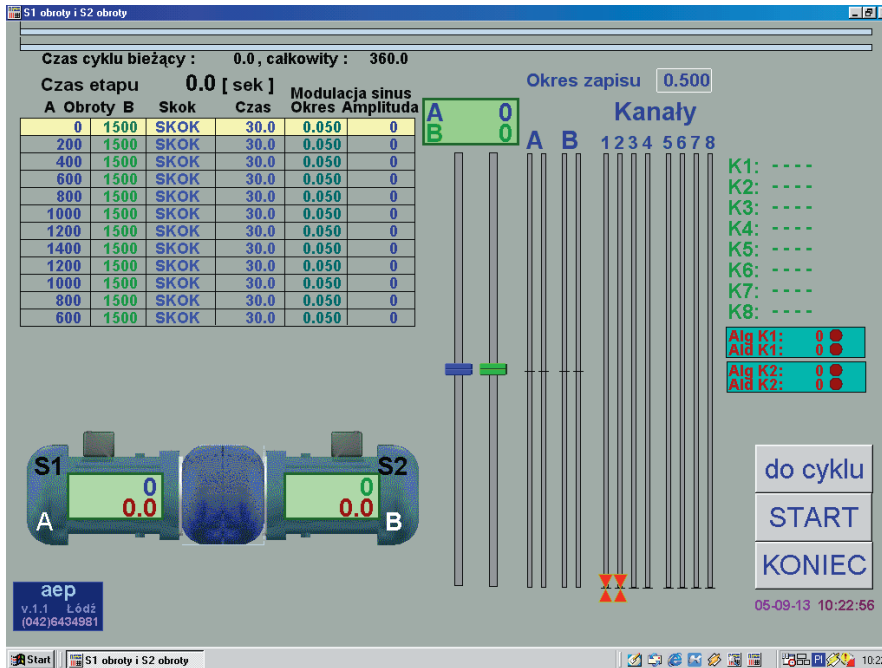 S1 obroty i S2 obroty
Czas cyklu bieżący : 0.0 , całkowity : 360.0
Czas etapu 0.0 [ sek ]
Modulacja sinus
A Obroty B Skok Czas Okres Amplituda
0 1500 SKOK 30.0 0.050 0
200 1500 SKOK 30.0 0.050 0
400 1500 SKOK 30.0 0.050 0
600 1500 SKOK 30.0 0.050 0
800 1500 SKOK 30.0 0.050 0
1000 1500 SKOK 30.0 0.050 0
1200 1500 SKOK 30.0 0.050 0
1400 1500 SKOK 30.0 0.050 0
1200 1500 SKOK 30.0 0.050 0
1000 1500 SKOK 30.0 0.050 0
800 1500 SKOK 30.0 0.050 0
600 1500 SKOK 30.0 0.050 0
A 0
B 0
Okres zapisu 0.500
Kanały
A B 1 2 3 4 5 6 7 8
K1: - - - -
K2: - - - -
K3: - - - -
K4: - - - -
K5: - - - -
K6: - - - -
K7: - - - -
K8: - - - -
Alg K1: 0
Ald K1: 0
Alg K2: 0
Ald K2: 0
S1 0
0.0
A
S2 0
0.0
B
do cyklu
START
KONIEC
aep
v.1.1 Łódź
(042)6434981
05-09-13 10:22:56
Start S1 obroty i S2 obroty PI